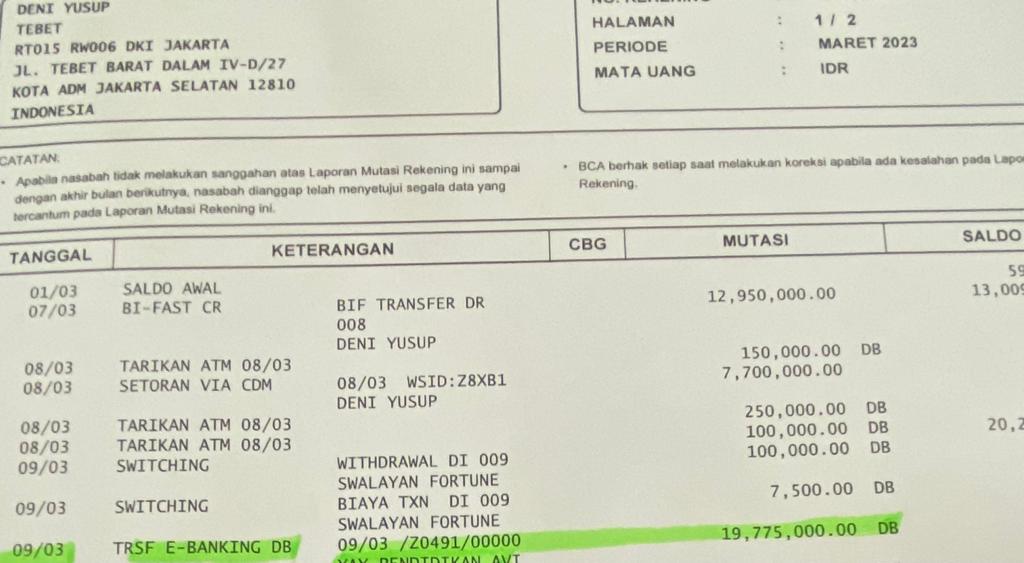 DENI YUSUP
TEBET
RT015 RW006 DKI JAKARTA
JL. TEBET BARAT DALAM IV-D/27
KOTA ADM JAKARTA SELATAN 12810
INDONESIA
HALAMAN : 1 / 2
PERIODE : MARET 2023
MATA UANG : IDR
CATATAN:
• Apabila nasabah tidak melakukan sanggahan atas Laporan Mutasi Rekening ini sampai
dengan akhir bulan berikutnya, nasabah dianggap telah menyetujui segala data yang
tercantum pada Laporan Mutasi Rekening ini.
• BCA berhak setiap saat melakukan koreksi apabila ada kesalahan pada Lapo
Rekening.
TANGGAL KETERANGAN CBG MUTASI SALDO
01/03 SALDO AWAL 59
07/03 BI-FAST CR BIF TRANSFER DR 12,950,000.00 13,009
008
DENI YUSUP
08/03 TARIKAN ATM 08/03 150,000.00 DB
08/03 SETORAN VIA CDM 08/03 WSID:Z8XB1 7,700,000.00
DENI YUSUP
08/03 TARIKAN ATM 08/03 250,000.00 DB
08/03 TARIKAN ATM 08/03 100,000.00 DB 20,2
09/03 SWITCHING WITHDRAWAL DI 009 100,000.00 DB
SWALAYAN FORTUNE
09/03 SWITCHING BIAYA TXN DI 009 7,500.00 DB
SWALAYAN FORTUNE
09/03 TRSF E-BANKING DB 09/03 /Z0491/00000 19,775,000.00 DB
YAY PENDIDIKAN AVI